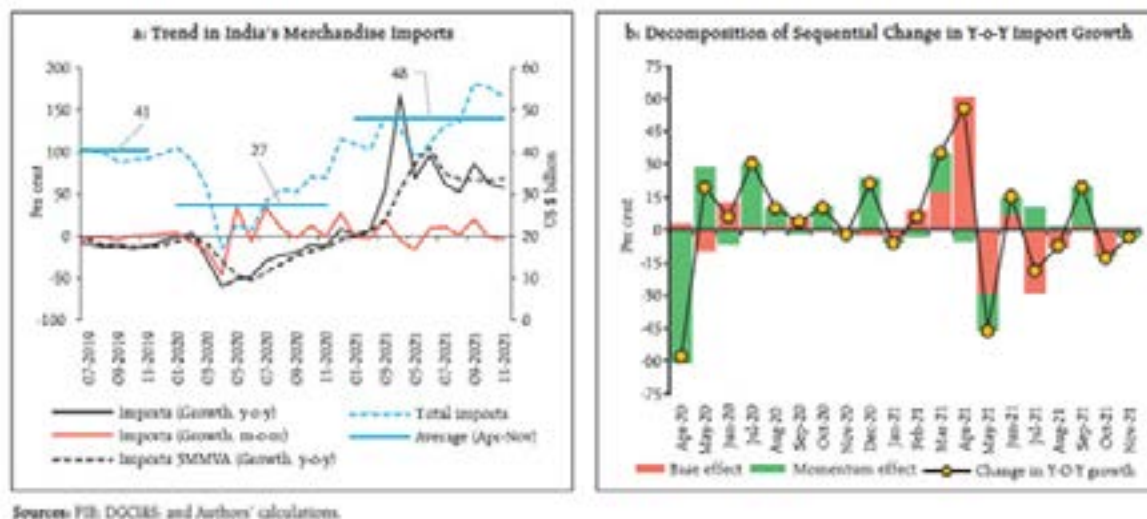 a: Trend in India's Merchandise Imports
Per cent
200
150
100
50
0
-50
-100
41
27
48
60
50
40
30
20
10
0
US $ billion
07-2019
09-2019
11-2019
01-2020
03-2020
05-2020
07-2020
09-2020
11-2020
01-2021
03-2021
05-2021
07-2021
09-2021
11-2021
Imports (Growth, y-o-y)
Imports (Growth, m-o-m)
Imports 3MMVA (Growth, y-o-y)
Total imports
Average (Apr-Nov)
b: Decomposition of Sequential Change in Y-o-Y Import Growth
Per cent
75
60
45
30
15
0
-15
-30
-45
-60
-75
Apr-20
May-20
Jun-20
Jul-20
Aug-20
Sep-20
Oct-20
Nov-20
Dec-20
Jan-21
Feb-21
Mar-21
Apr-21
May-21
Jun-21
Jul-21
Aug-21
Sep-21
Oct-21
Nov-21
Base effect
Momentum effect
Change in Y-O-Y growth
Sources: PIB; DGCI&S; and Authors' calculations.